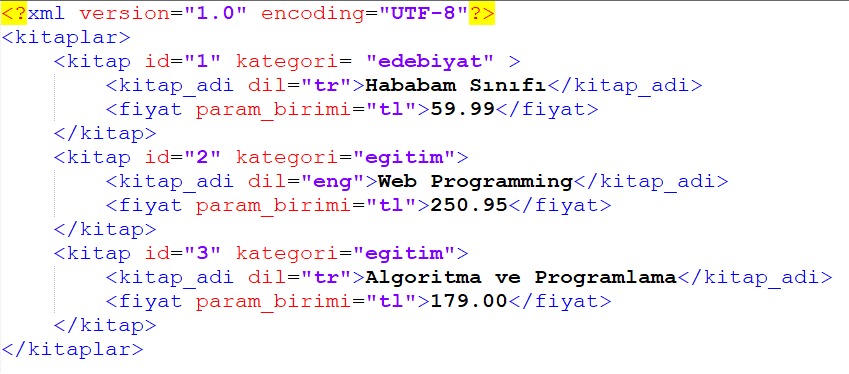 <?xml version="1.0" encoding="UTF-8"?>
<kitaplar>
    <kitap id="1" kategori= "edebiyat" >
        <kitap_adi dil="tr">Hababam Sınıfı</kitap_adi>
        <fiyat param_birimi="tl">59.99</fiyat>
    </kitap>
    <kitap id="2" kategori="egitim">
        <kitap_adi dil="eng">Web Programming</kitap_adi>
        <fiyat param_birimi="tl">250.95</fiyat>
    </kitap>
    <kitap id="3" kategori="egitim">
        <kitap_adi dil="tr">Algoritma ve Programlama</kitap_adi>
        <fiyat param_birimi="tl">179.00</fiyat>
    </kitap>
</kitaplar>